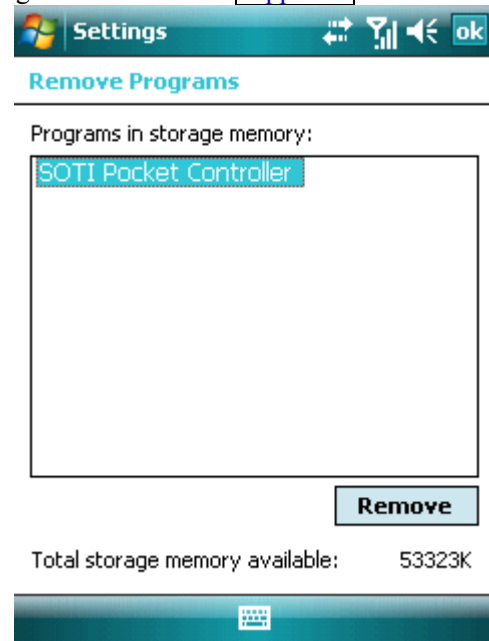 Settings
ok
Remove Programs
Programs in storage memory:
SOTI Pocket Controller
Remove
Total storage memory available: 53323K